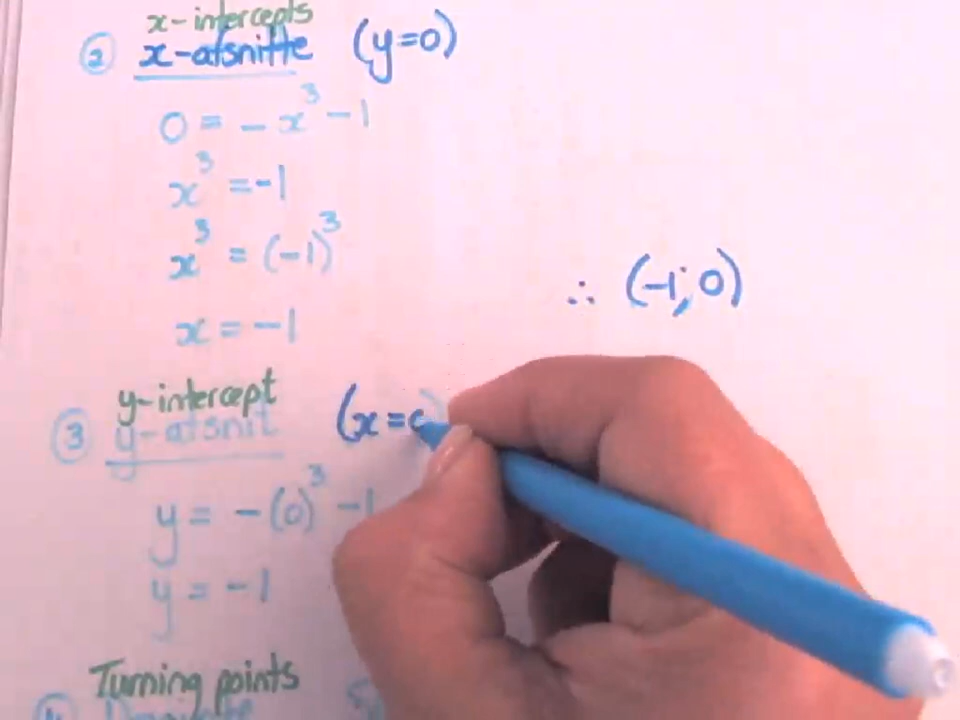 x-intercepts
② x-afsnitte (y=0)
0 = -x³ - 1
x³ = -1
x³ = (-1)³
∴ (-1; 0)
x = -1
y-intercept
③ y-afsnit (x=
y = -(0)³ - 1
y = -1
Turning points